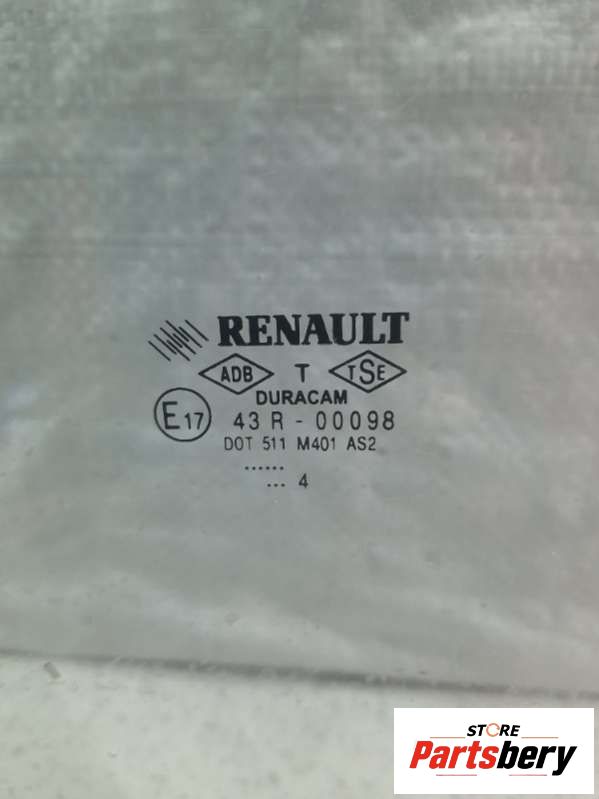 RENAULT
ADB T TSE
DURACAM
E17 43 R - 00098
DOT 511 M401 AS2
......
... 4
STORE
Partsbery